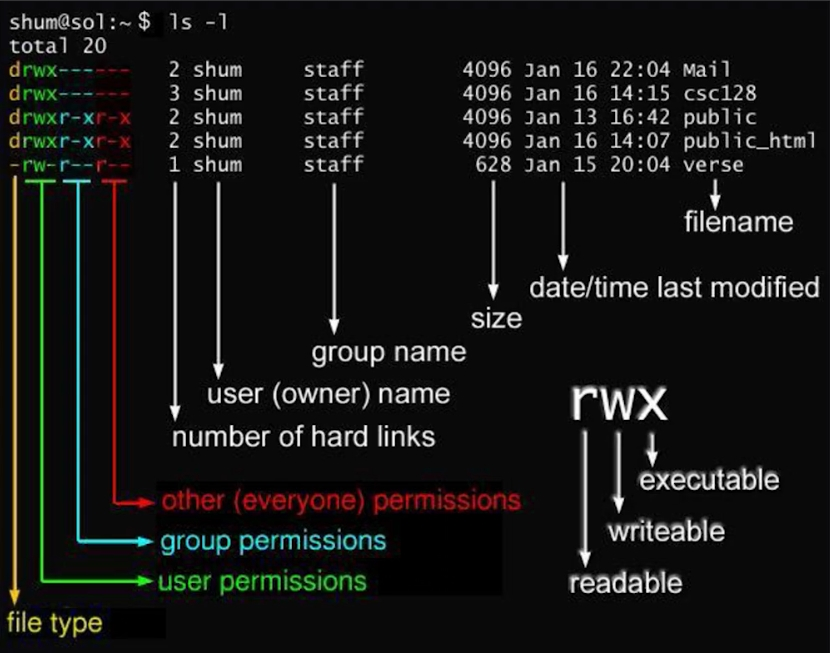 shum@sol:~$ ls -l
total 20
drwx------ 2 shum staff 4096 Jan 16 22:04 Mail
drwx------ 3 shum staff 4096 Jan 16 14:15 csc128
drwxr-xr-x 2 shum staff 4096 Jan 13 16:42 public
drwxr-xr-x 2 shum staff 4096 Jan 16 14:07 public_html
-rw-r--r-- 1 shum staff 628 Jan 15 20:04 verse
filename
date/time last modified
size
group name
user (owner) name
number of hard links
rwx
executable
writeable
readable
other (everyone) permissions
group permissions
user permissions
file type